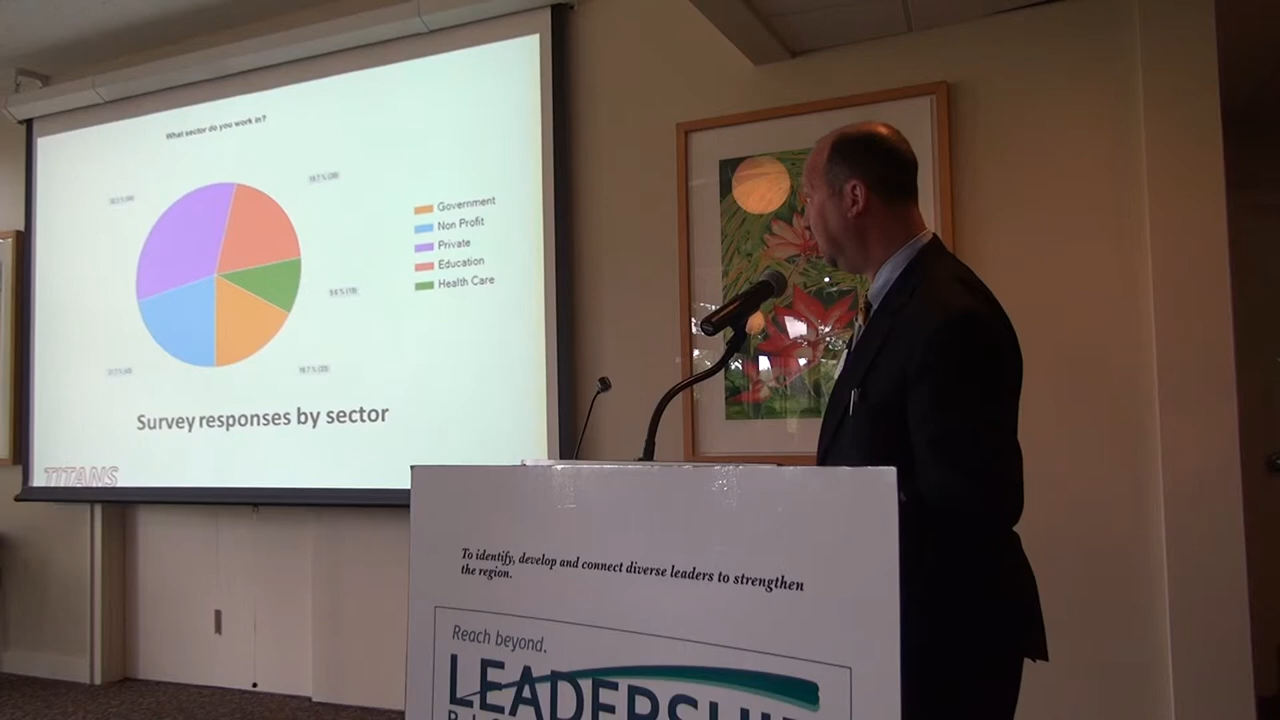 What sector do you work in?
Government
Non Profit
Private
Education
Health Care
Survey responses by sector
TITANS
To identify, develop and connect diverse leaders to strengthen
the region.
Reach beyond.